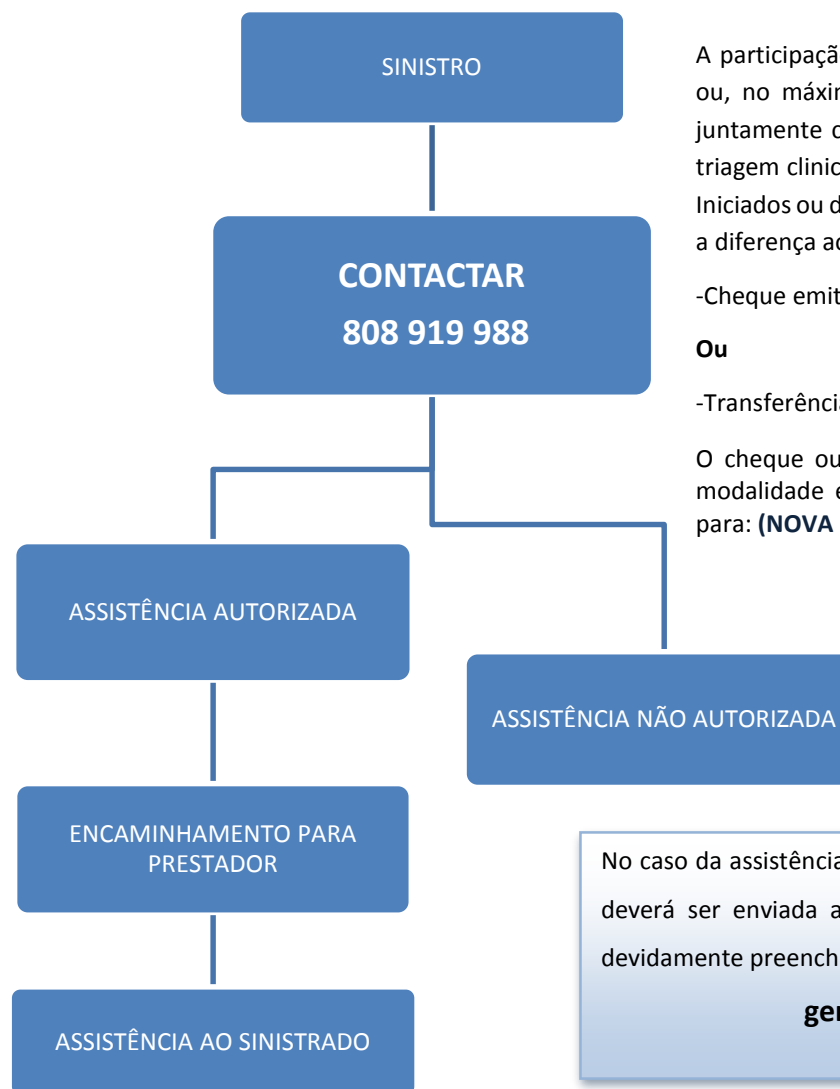 SINISTRO
CONTACTAR
808 919 988
A participaçã
ou, no máxir
juntamente c
triagem clinic
Iniciados ou d
a diferença ac
-Cheque emit
Ou
-Transferência
O cheque ou
modalidade e
para: (NOVA
ASSISTÊNCIA AUTORIZADA
ASSISTÊNCIA NÃO AUTORIZADA
ENCAMINHAMENTO PARA
PRESTADOR
ASSISTÊNCIA AO SINISTRADO
No caso da assistência
deverá ser enviada a
devidamente preench
ger